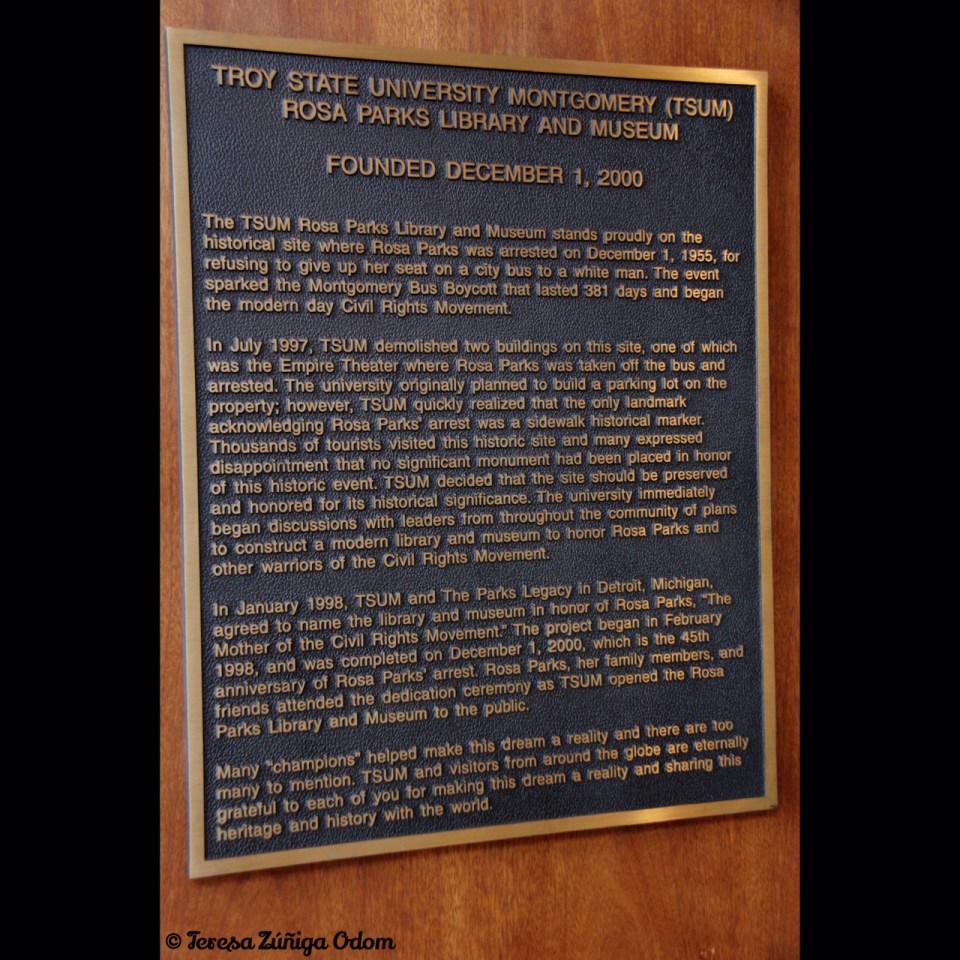 TROY STATE UNIVERSITY MONTGOMERY (TSUM)
ROSA PARKS LIBRARY AND MUSEUM
FOUNDED DECEMBER 1, 2000
The TSUM Rosa Parks Library and Museum stands proudly on the
historical site where Rosa Parks was arrested on December 1, 1955, for
refusing to give up her seat on a city bus to a white man. The event
sparked the Montgomery Bus Boycott that lasted 381 days and began
the modern day Civil Rights Movement.
In July 1997, TSUM demolished two buildings on this site, one of which
was the Empire Theater where Rosa Parks was taken off the bus and
arrested. The university originally planned to build a parking lot on the
property; however, TSUM quickly realized that the only landmark
acknowledging Rosa Parks' arrest was a sidewalk historical marker.
Thousands of tourists visited this historic site and many expressed
disappointment that no significant monument had been placed in honor
of this historic event. TSUM decided that the site should be preserved
and honored for its historical significance. The university immediately
began discussions with leaders from throughout the community of plans
to construct a modern library and museum to honor Rosa Parks and
other warriors of the Civil Rights Movement.
In January 1998, TSUM and The Parks Legacy in Detroit, Michigan,
agreed to name the library and museum in honor of Rosa Parks, "The
Mother of the Civil Rights Movement." The project began in February
1998, and was completed on December 1, 2000, which is the 45th
anniversary of Rosa Parks' arrest. Rosa Parks, her family members, and
friends attended the dedication ceremony as TSUM opened the Rosa
Parks Library and Museum to the public.
Many "champions" helped make this dream a reality and there are too
many to mention. TSUM and visitors from around the globe are eternally
grateful to each of you for making this dream a reality and sharing this
heritage and history with the world.
© Teresa Zúñiga Odom